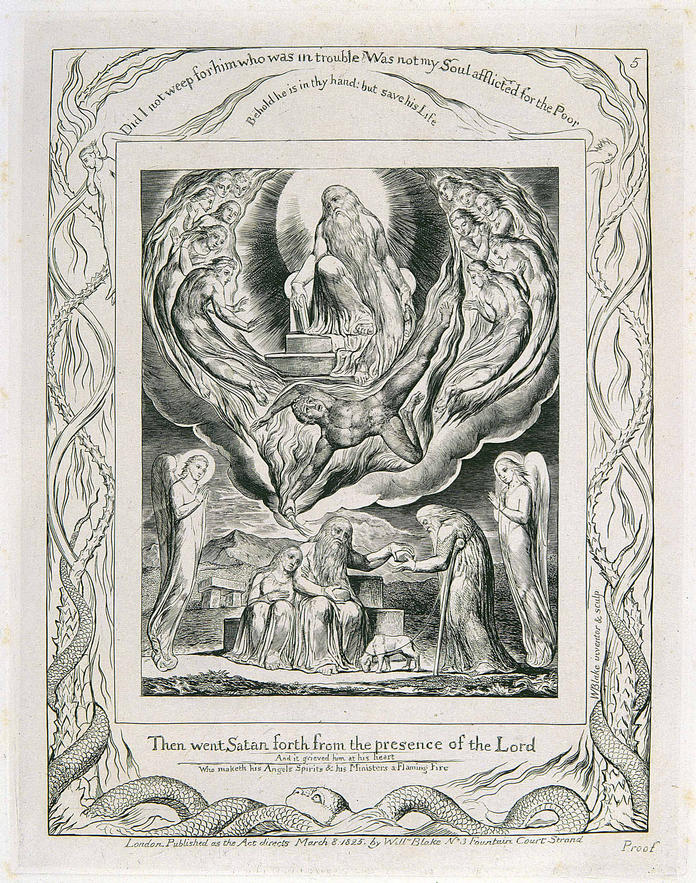 5
Did I not weep for him who was in trouble Was not my Soul afflicted for the Poor
Behold he is in thy hand: but save his Life
WBlake inventor & sculp
Then went Satan forth from the presence of the Lord
And it grieved him at his heart
Who maketh his Angels Spirits & his Ministers a Flaming Fire
London. Published as the Act directs March 8. 1825. by Willm Blake No 3 Fountain Court Strand
Proof